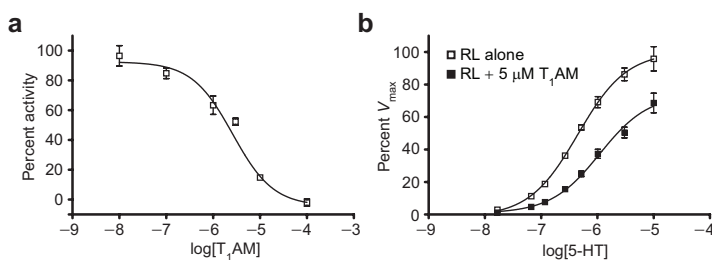 a
Percent activity
100
80
60
40
20
0
−9 −8 −7 −6 −5 −4 −3
log[T₁AM]
b
RL alone
RL + 5 μM T₁AM
Percent Vmax
100
80
60
40
20
0
−9 −8 −7 −6 −5 −4
log[5-HT]